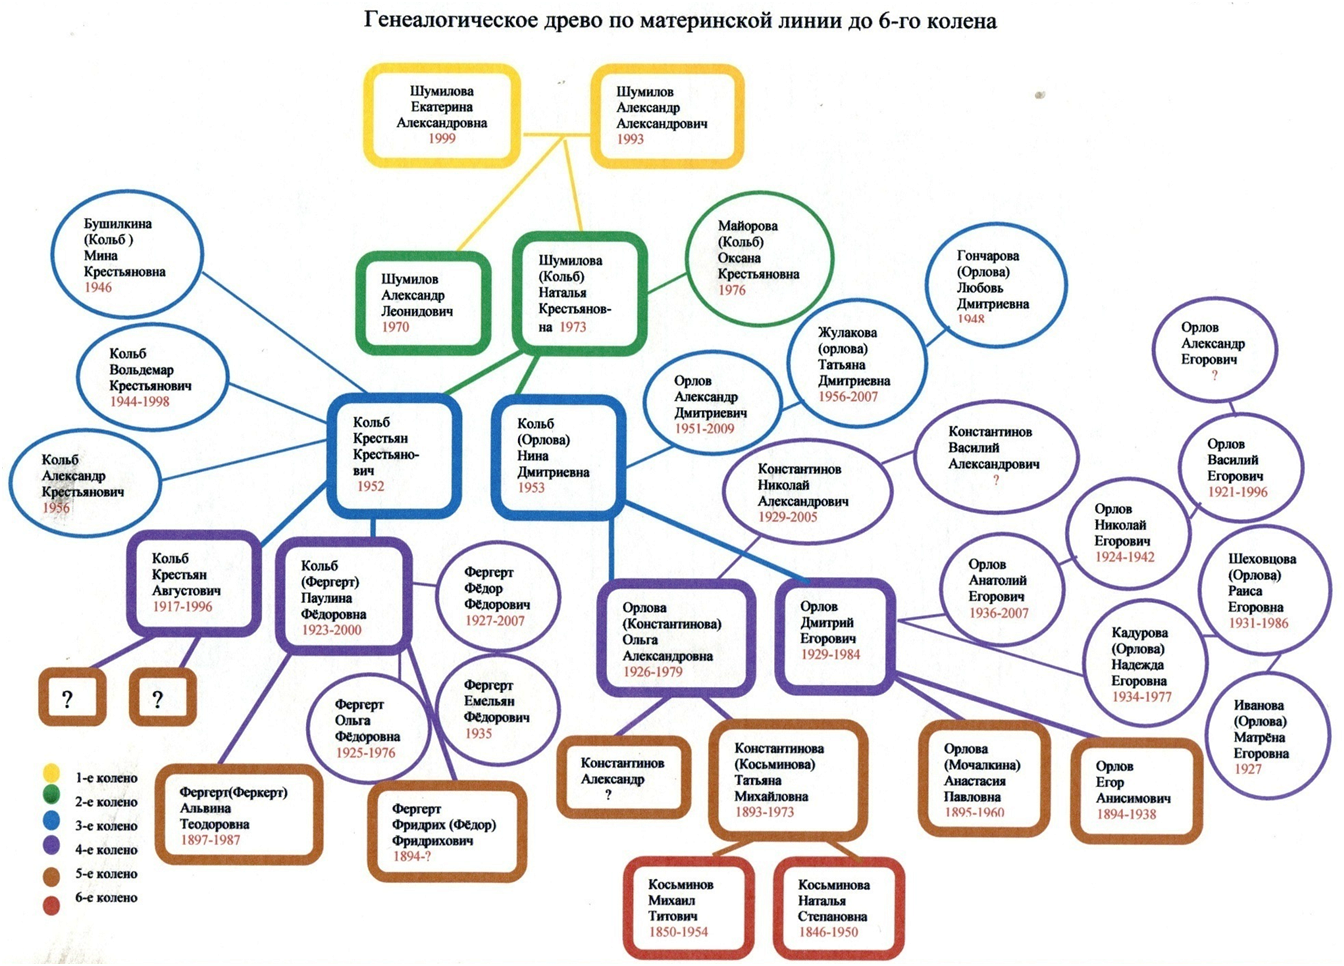 Генеалогическое древо по материнской линии до 6-го колена
Шумилова
Екатерина
Александровна
1999
Шумилов
Александр
Александрович
1993
Бушилкина
(Кольб )
Мина
Крестьяновна
1946
Шумилов
Александр
Леонидович
1970
Шумилова
(Кольб)
Наталья
Крестьянов-
на 1973
Майорова
(Кольб)
Оксана
Крестьяновна
1976
Гончарова
(Орлова)
Любовь
Дмитриевна
1948
Кольб
Вольдемар
Крестьянович
1944-1998
Жулакова
(орлова)
Татьяна
Дмитриевна
1956-2007
Орлов
Александр
Егорович
?
Кольб
Александр
Крестьянович
1956
Кольб
Крестьян
Крестьяно-
вич
1952
Кольб
(Орлова)
Нина
Дмитриевна
1953
Орлов
Александр
Дмитриевич
1951-2009
Константинов
Николай
Александрович
1929-2005
Константинов
Василий
Александрович
?
Орлов
Василий
Егорович
1921-1996
Орлов
Николай
Егорович
1924-1942
Кольб
Крестьян
Августович
1917-1996
Кольб
(Фергерт)
Паулина
Фёдоровна
1923-2000
Фергерт
Фёдор
Фёдорович
1927-2007
Орлова
(Константинова)
Ольга
Александровна
1926-1979
Орлов
Дмитрий
Егорович
1929-1984
Орлов
Анатолий
Егорович
1936-2007
Шеховцова
(Орлова)
Раиса
Егоровна
1931-1986
Кадурова
(Орлова)
Надежда
Егоровна
1934-1977
?
?
Фергерт
Ольга
Фёдоровна
1925-1976
Фергерт
Емельян
Фёдорович
1935
Иванова
(Орлова)
Матрёна
Егоровна
1927
Фергерт(Феркерт)
Альвина
Теодоровна
1897-1987
Фергерт
Фридрих (Фёдор)
Фридрихович
1894-?
Константинов
Александр
?
Константинова
(Косьминова)
Татьяна
Михайловна
1893-1973
Орлова
(Мочалкина)
Анастасия
Павловна
1895-1960
Орлов
Егор
Анисимович
1894-1938
Косьминов
Михаил
Титович
1850-1954
Косьминова
Наталья
Степановна
1846-1950
1-е колено
2-е колено
3-е колено
4-е колено
5-е колено
6-е колено